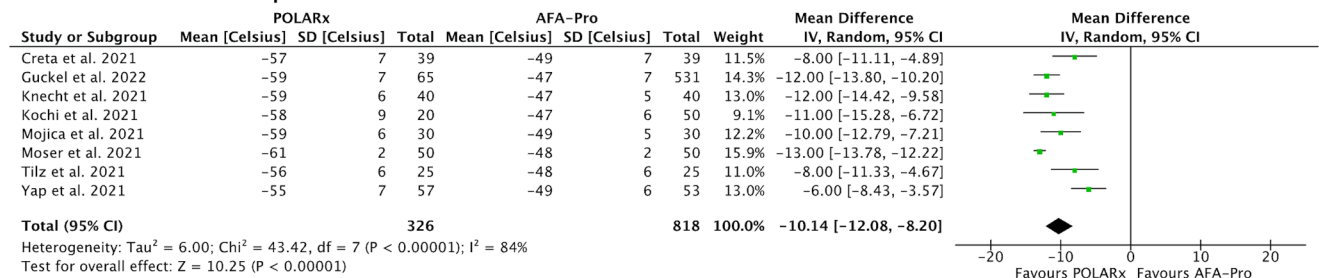 POLARx AFA-Pro Mean Difference Mean Difference
Study or Subgroup Mean [Celsius] SD [Celsius] Total Mean [Celsius] SD [Celsius] Total Weight IV, Random, 95% CI IV, Random, 95% CI
Creta et al. 2021 -57 7 39 -49 7 39 11.5% -8.00 [-11.11, -4.89]
Guckel et al. 2022 -59 7 65 -47 7 531 14.3% -12.00 [-13.80, -10.20]
Knecht et al. 2021 -59 6 40 -47 5 40 13.0% -12.00 [-14.42, -9.58]
Kochi et al. 2021 -58 9 20 -47 6 50 9.1% -11.00 [-15.28, -6.72]
Mojica et al. 2021 -59 6 30 -49 5 30 12.2% -10.00 [-12.79, -7.21]
Moser et al. 2021 -61 2 50 -48 2 50 15.9% -13.00 [-13.78, -12.22]
Tilz et al. 2021 -56 6 25 -48 6 25 11.0% -8.00 [-11.33, -4.67]
Yap et al. 2021 -55 7 57 -49 6 53 13.0% -6.00 [-8.43, -3.57]
Total (95% CI) 326 818 100.0% -10.14 [-12.08, -8.20]
Heterogeneity: Tau² = 6.00; Chi² = 43.42, df = 7 (P < 0.00001); I² = 84%
Test for overall effect: Z = 10.25 (P < 0.00001)
-20 -10 0 10 20
Favours POLARx Favours AFA-Pro